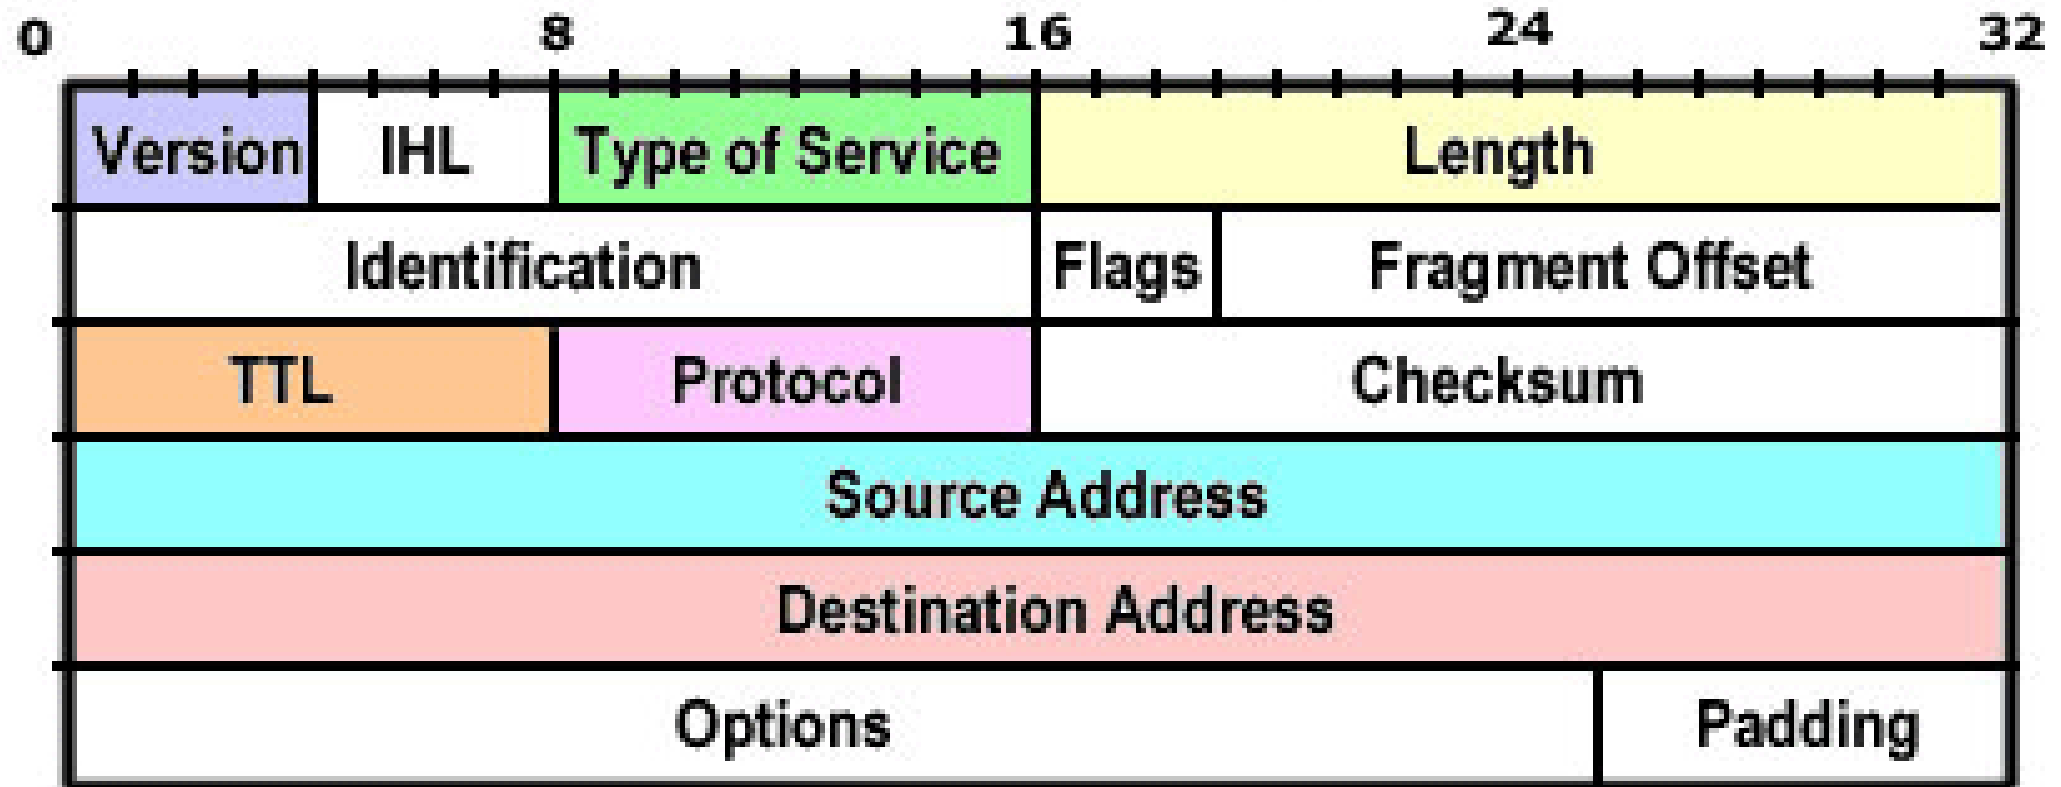 0 8 16 24 32
Version IHL Type of Service Length
Identification Flags Fragment Offset
TTL Protocol Checksum
Source Address
Destination Address
Options Padding